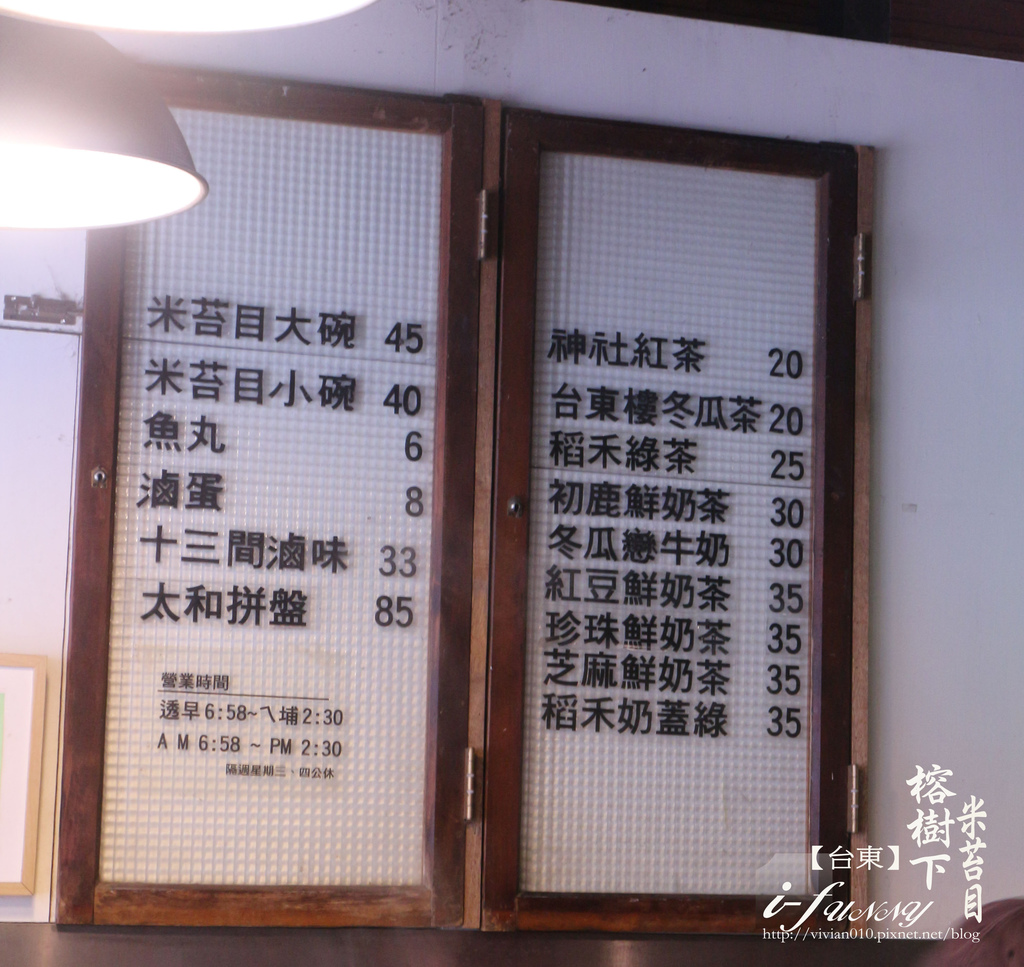 米苔目大碗 45
米苔目小碗 40
魚丸 6
滷蛋 8
十三間滷味 33
太和拼盤 85
營業時間
透早6:58~ㄟ埔2:30
AM 6:58 ~ PM 2:30
隔週星期三、四公休
神社紅茶 20
台東樓冬瓜茶 20
稻禾綠茶 25
初鹿鮮奶茶 30
冬瓜戀牛奶 30
紅豆鮮奶茶 35
珍珠鮮奶茶 35
芝麻鮮奶茶 35
稻禾奶蓋綠 35
【台東】
榕樹下
米苔目
i-funny
http://vivian010.pixnet.net/blog